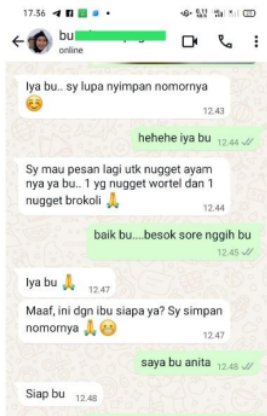 17.36
bu
online
Iya bu.. sy lupa nyimpan nomornya
12.43
hehehe iya bu 12.44
Sy mau pesan lagi utk nugget ayam
nya ya bu.. 1 yg nugget wortel dan 1
nugget brokoli 🙏
12.44
baik bu....besok sore nggih bu
12.45
Iya bu 🙏 12.47
Maaf, ini dgn ibu siapa ya? Sy simpan
nomornya 🙏😁
12.47
saya bu anita 12.48
Siap bu 12.48